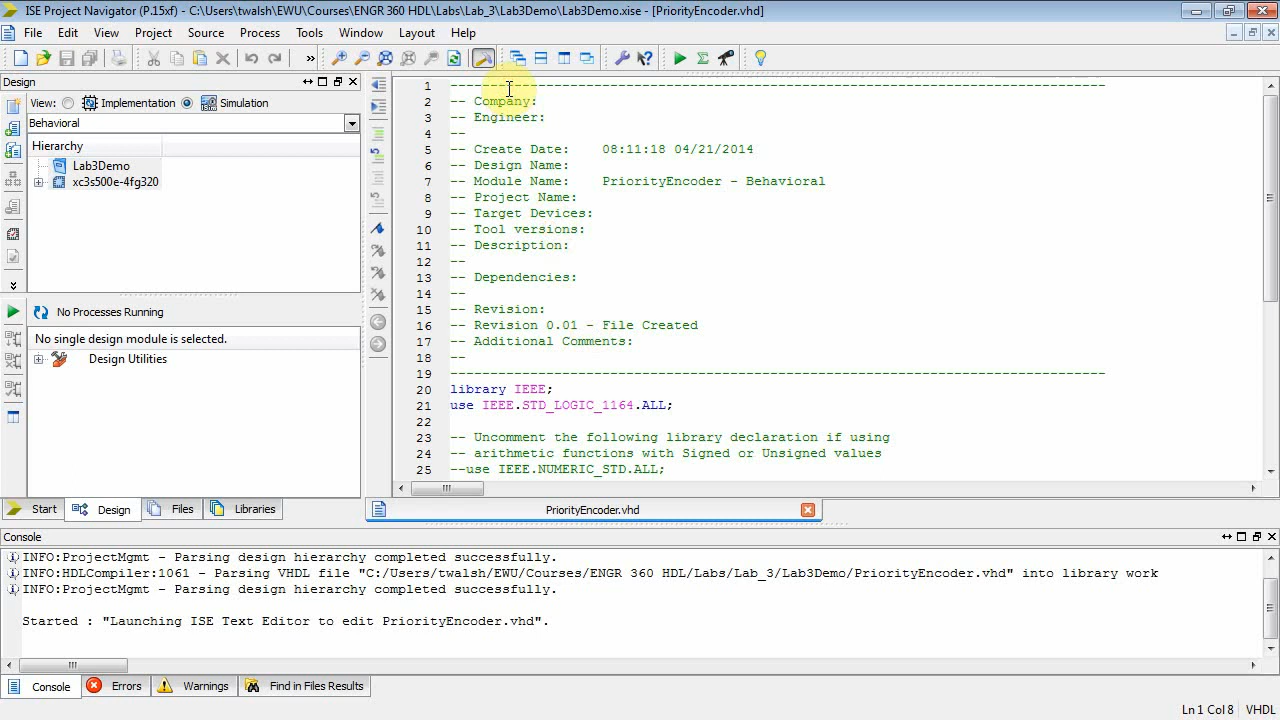 ISE Project Navigator (P.15xf) - C:\Users\twalsh\EWU\Courses\ENGR 360 HDL\Labs\Lab_3\Lab3Demo\Lab3Demo.xise - [PriorityEncoder.vhd]
File Edit View Project Source Process Tools Window Layout Help
»
Design
View: Implementation Simulation
Behavioral
Hierarchy
Lab3Demo
xc3s500e-4fg320
No Processes Running
No single design module is selected.
Design Utilities
Start Design Files Libraries
1 --------------------------------------------------------------------------------
2 -- Company:
3 -- Engineer:
4 --
5 -- Create Date: 08:11:18 04/21/2014
6 -- Design Name:
7 -- Module Name: PriorityEncoder - Behavioral
8 -- Project Name:
9 -- Target Devices:
10 -- Tool versions:
11 -- Description:
12 --
13 -- Dependencies:
14 --
15 -- Revision:
16 -- Revision 0.01 - File Created
17 -- Additional Comments:
18 --
19 --------------------------------------------------------------------------------
20 library IEEE;
21 use IEEE.STD_LOGIC_1164.ALL;
22
23 -- Uncomment the following library declaration if using
24 -- arithmetic functions with Signed or Unsigned values
25 --use IEEE.NUMERIC_STD.ALL;
PriorityEncoder.vhd
Console
INFO:ProjectMgmt - Parsing design hierarchy completed successfully.
INFO:HDLCompiler:1061 - Parsing VHDL file "C:/Users/twalsh/EWU/Courses/ENGR 360 HDL/Labs/Lab_3/Lab3Demo/PriorityEncoder.vhd" into library work
INFO:ProjectMgmt - Parsing design hierarchy completed successfully.
Started : "Launching ISE Text Editor to edit PriorityEncoder.vhd".
Console Errors Warnings Find in Files Results
Ln 1 Col 8 VHDL